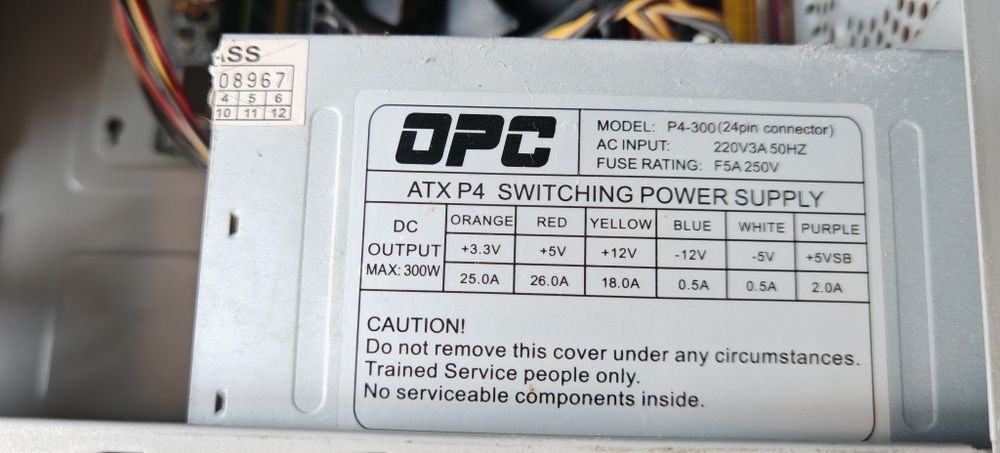 ASS
08967
4 5 6
10 11 12
OPC
MODEL: P4-300(24pin connector)
AC INPUT: 220V3A 50HZ
FUSE RATING: F5A 250V
ATX P4 SWITCHING POWER SUPPLY
DC OUTPUT MAX: 300W
ORANGE RED YELLOW BLUE WHITE PURPLE
+3.3V +5V +12V -12V -5V +5VSB
25.0A 26.0A 18.0A 0.5A 0.5A 2.0A
CAUTION!
Do not remove this cover under any circumstances.
Trained Service people only.
No serviceable components inside.